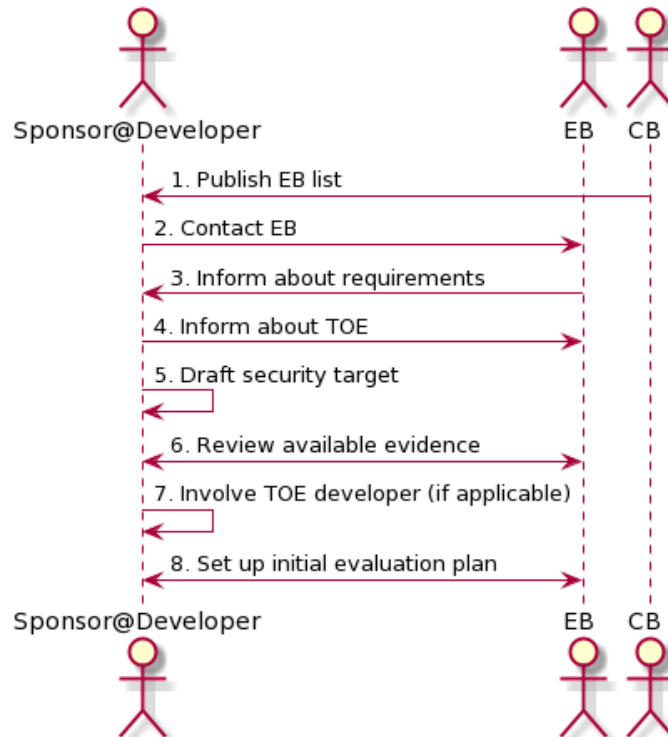 Sponsor@Developer EB CB
1. Publish EB list
2. Contact EB
3. Inform about requirements
4. Inform about TOE
5. Draft security target
6. Review available evidence
7. Involve TOE developer (if applicable)
8. Set up initial evaluation plan
Sponsor@Developer EB CB